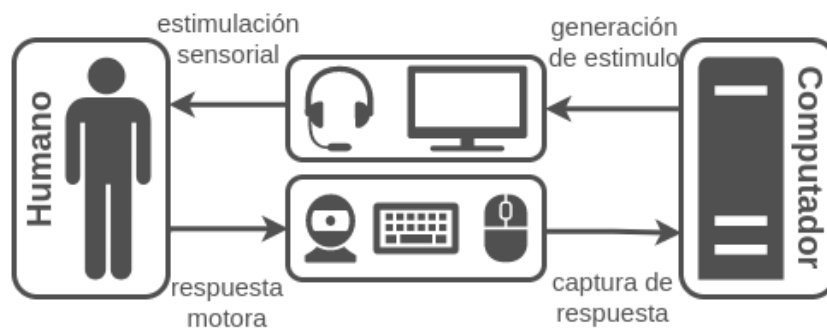 estimulación
sensorial
generación
de estimulo
Humano
Computador
respuesta
motora
captura de
respuesta